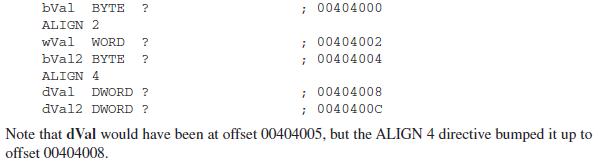 bVal BYTE ? ; 00404000
ALIGN 2
wVal WORD ? ; 00404002
bVal2 BYTE ? ; 00404004
ALIGN 4
dVal DWORD ? ; 00404008
dVal2 DWORD ? ; 0040400C
Note that dVal would have been at offset 00404005, but the ALIGN 4 directive bumped it up to
offset 00404008.